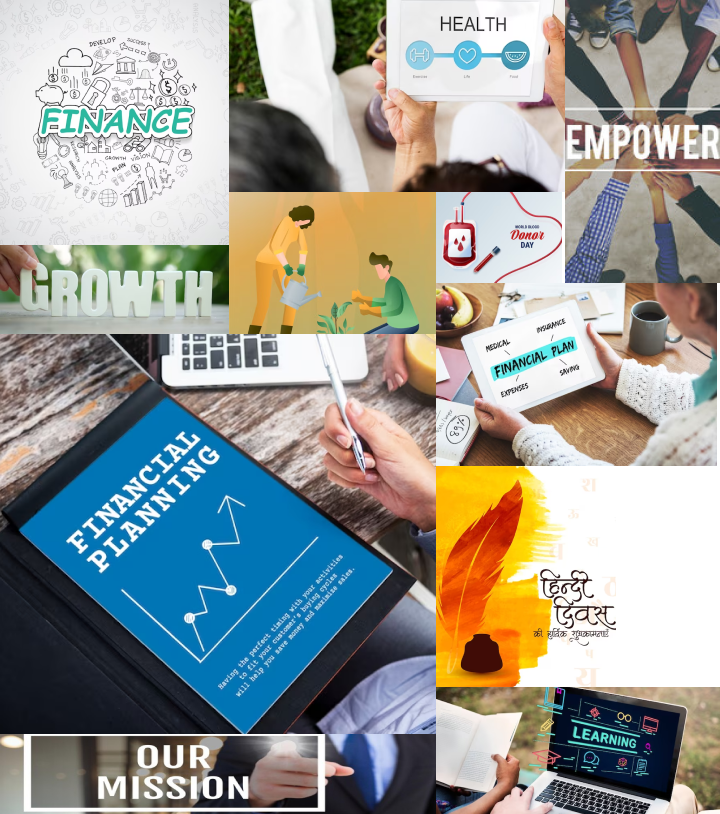 DEVELOP
SUCCESS
FINANCE
GROWTH
VISION
PLAN
HEALTH
Exercise
Life
Food
EMPOWER
GROWTH
WORLD BLOOD
Donor
DAY
MEDICAL
INSURANCE
FINANCIAL PLAN
EXPENSES
SAVING
89%
FINANCIAL
PLANNING
Having the perfect timing with your activities
to fit your customer's buying cycles
will help you save money and maximize sales.
हिन्दी
दिवस
की हार्दिक शुभकामनाएँ
LEARNING
OUR
MISSION